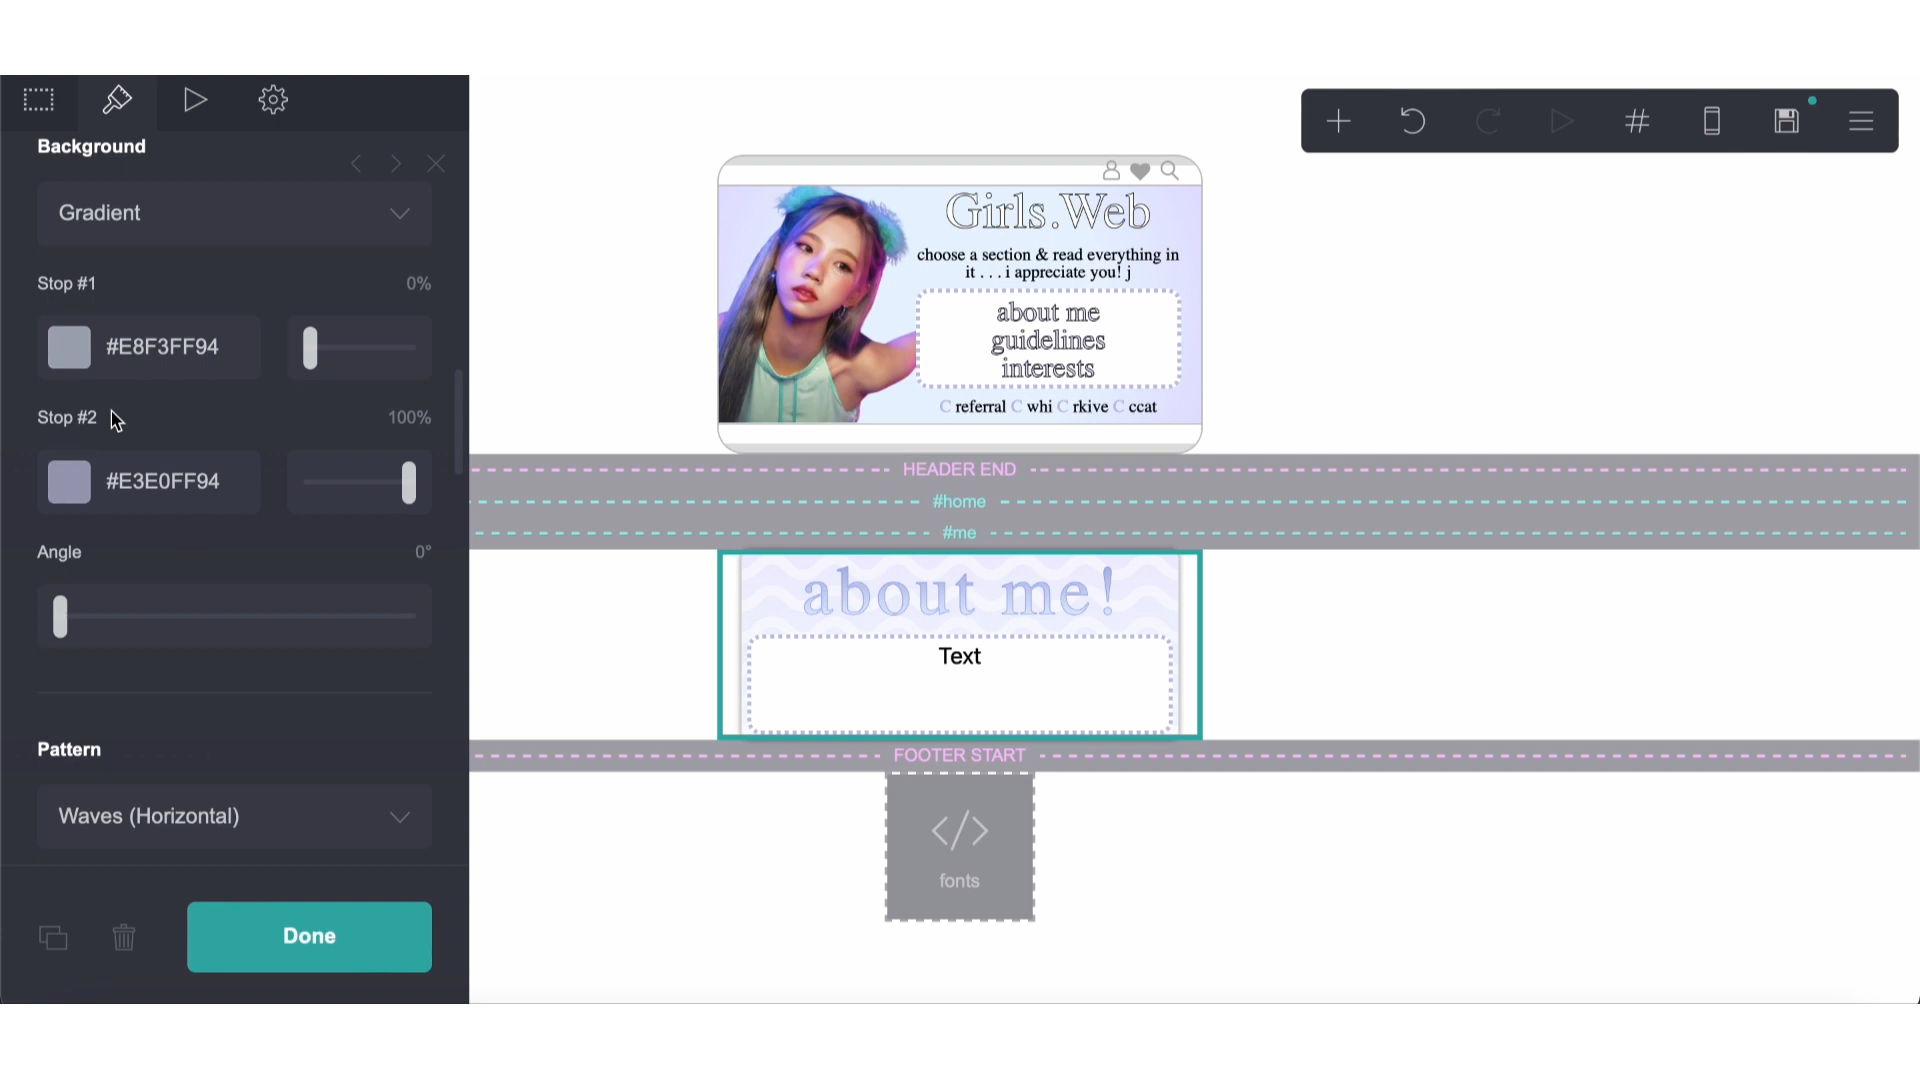 Background
Gradient
Stop #1
0%
#E8F3FF94
Stop #2
100%
#E3E0FF94
Angle
0°
Pattern
Waves (Horizontal)
Done
Girls.Web
choose a section & read everything in
it . . . i appreciate you! j
about me
guidelines
interests
C referral C whi C rkive C ccat
HEADER END
#home
#me
about me!
Text
FOOTER START
</>
fonts